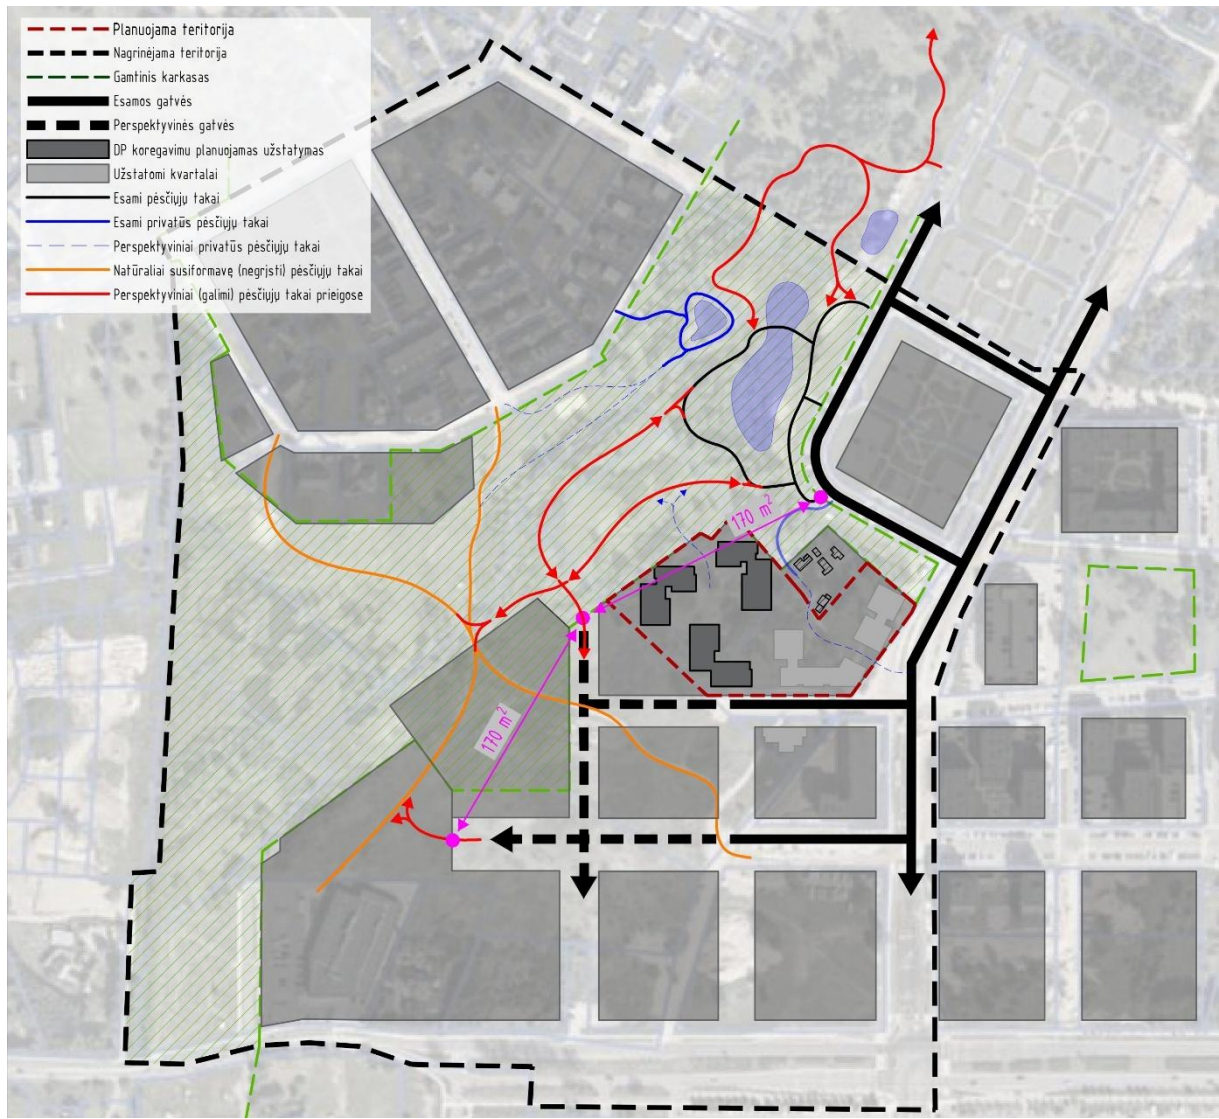 Planuojama teritorija
Nagrinėjama teritorija
Gamtinis karkasas
Esamos gatvės
Perspektyvinės gatvės
DP koregavimu planuojamas užstatymas
Užstatomi kvartalai
Esami pėsčiųjų takai
Esami privatūs pėsčiųjų takai
Perspektyviniai privatūs pėsčiųjų takai
Natūraliai susiformavę (negrįsti) pėsčiųjų takai
Perspektyviniai (galimi) pėsčiųjų takai prieigose
170 m²
170 m²